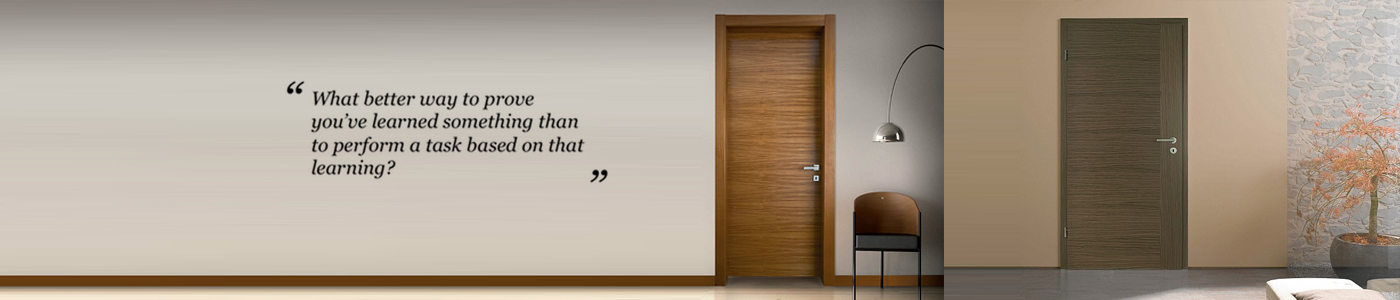 “ What better way to prove
you’ve learned something than
to perform a task based on that
learning? ”